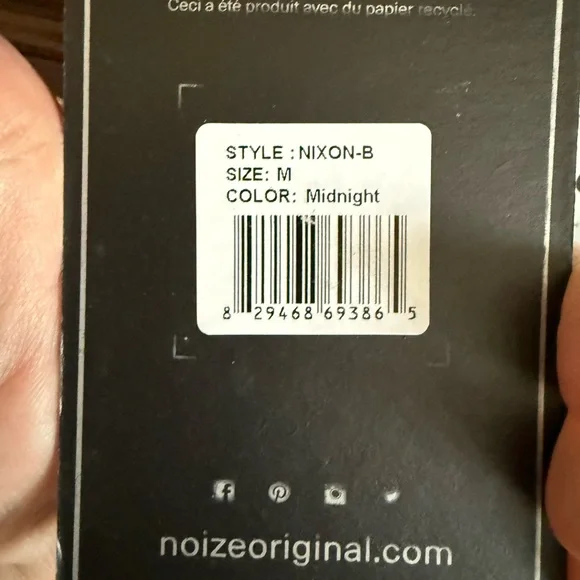 Ceci a été produit avec du papier recyclé.
STYLE : NIXON-B
SIZE: M
COLOR: Midnight
8 29468 69386 5
noizeoriginal.com